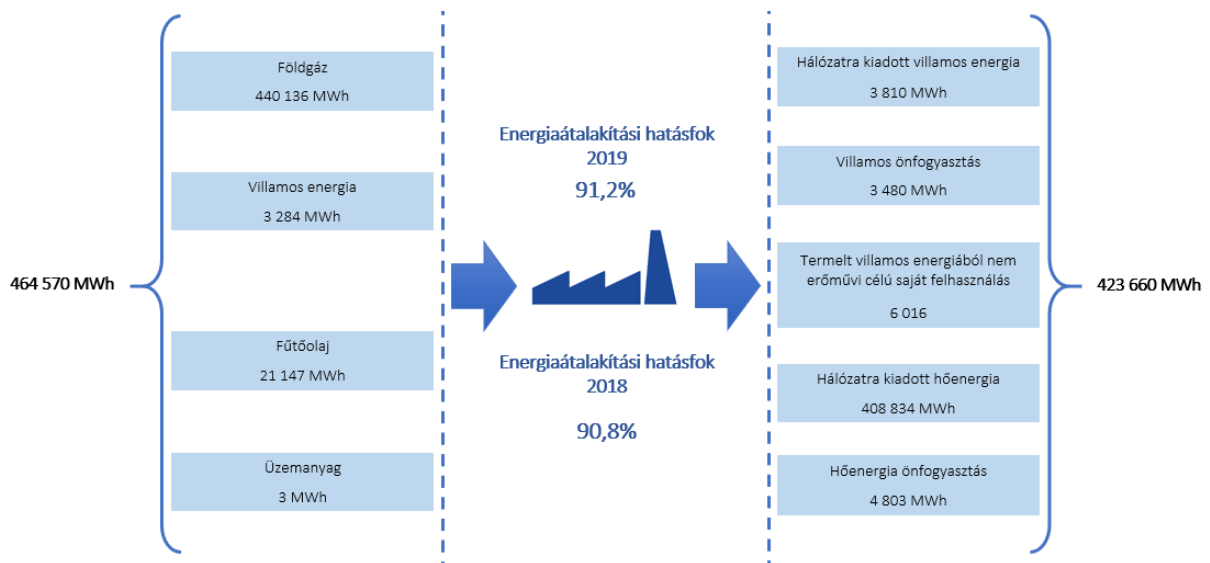 464 570 MWh
Földgáz
440 136 MWh
Villamos energia
3 284 MWh
Fűtőolaj
21 147 MWh
Üzemanyag
3 MWh
Energiaátalakítási hatásfok
2019
91,2%
Energiaátalakítási hatásfok
2018
90,8%
Hálózatra kiadott villamos energia
3 810 MWh
Villamos önfogyasztás
3 480 MWh
Termelt villamos energiából nem
erőművi célú saját felhasználás
6 016
Hálózatra kiadott hőenergia
408 834 MWh
Hőenergia önfogyasztás
4 803 MWh
423 660 MWh